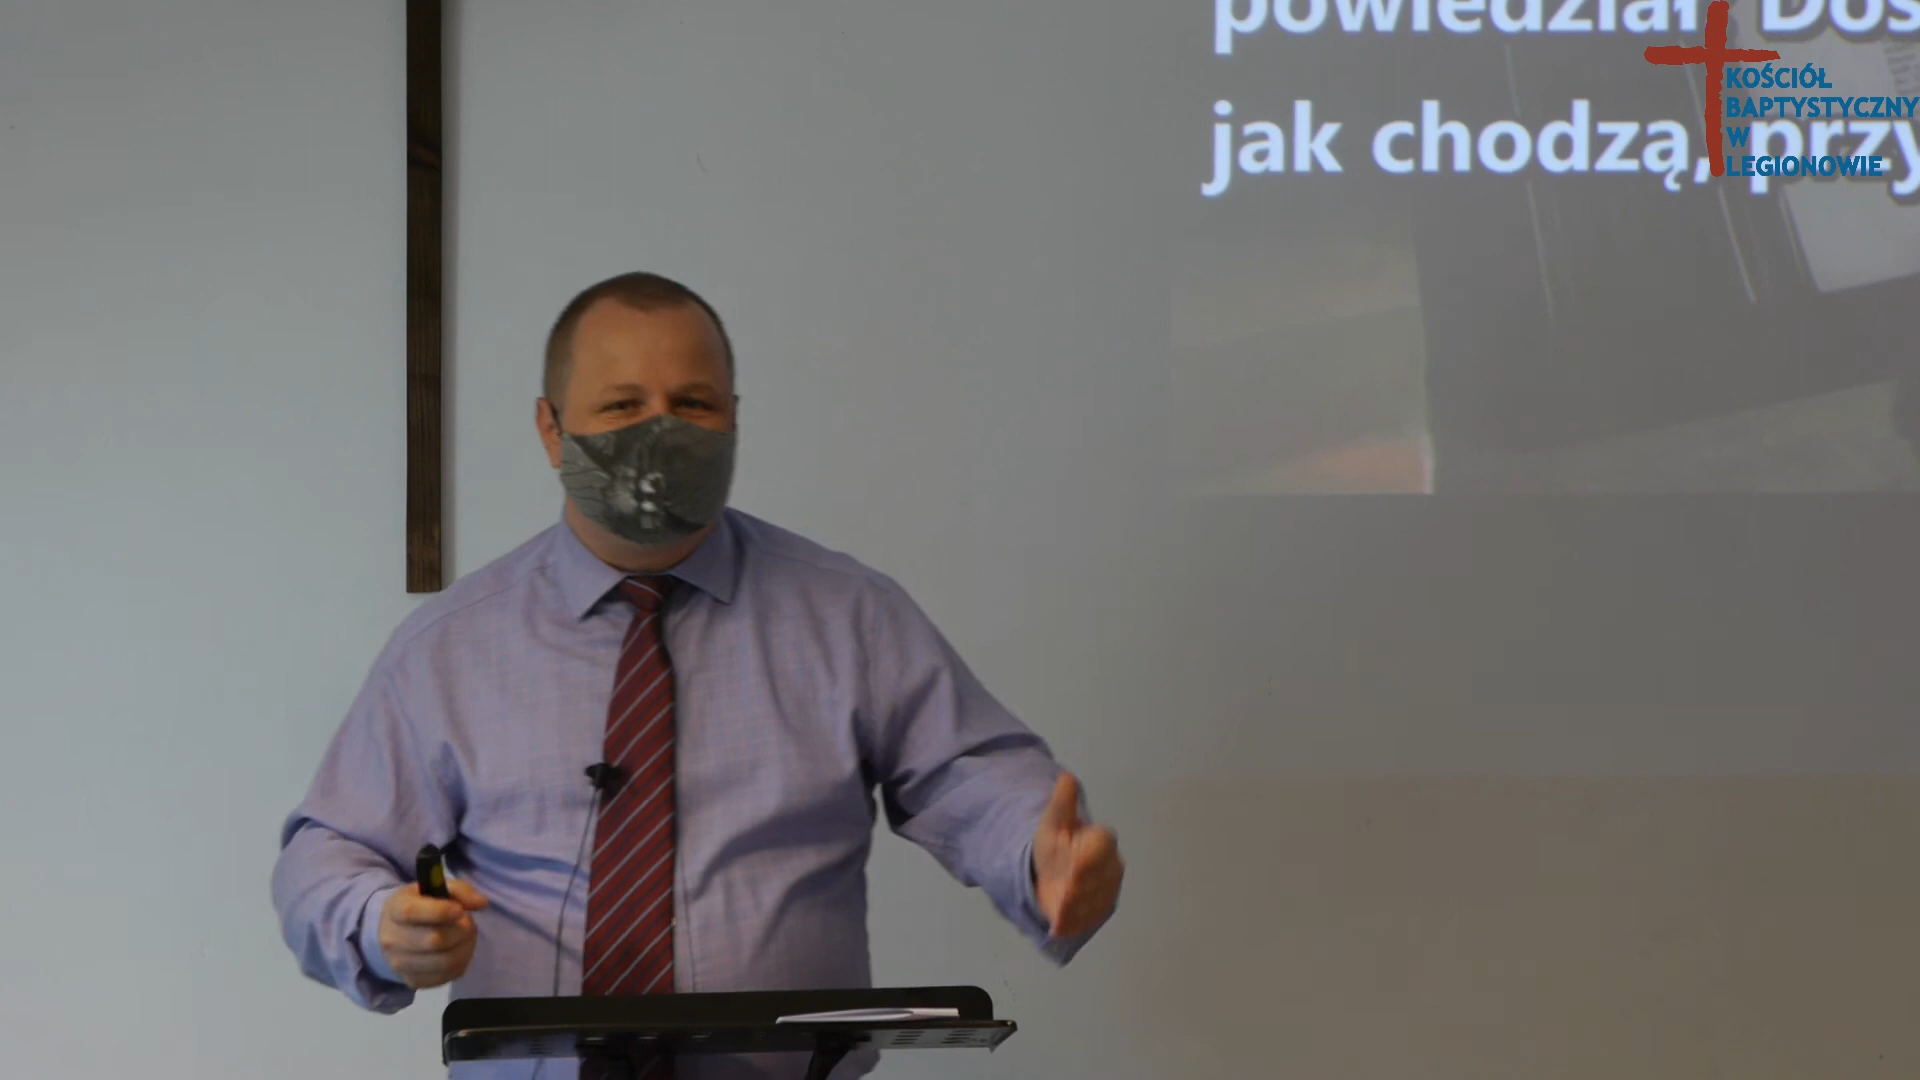 powiedział: Dos
jak chodzą, przy
KOŚCIÓŁ
BAPTYSTYCZNY
W
LEGIONOWIE